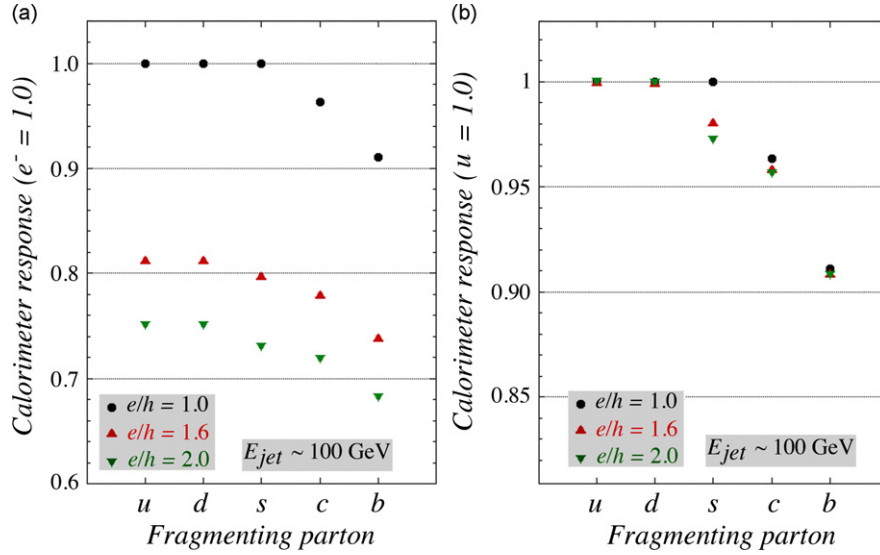 (a)
Calorimeter response (e⁻ = 1.0)
1.0
0.9
0.8
0.7
0.6
e/h = 1.0
e/h = 1.6
e/h = 2.0
E_jet ~ 100 GeV
u d s c b
Fragmenting parton
(b)
Calorimeter response (u = 1.0)
1
0.95
0.90
0.85
e/h = 1.0
e/h = 1.6
e/h = 2.0
E_jet ~ 100 GeV
u d s c b
Fragmenting parton